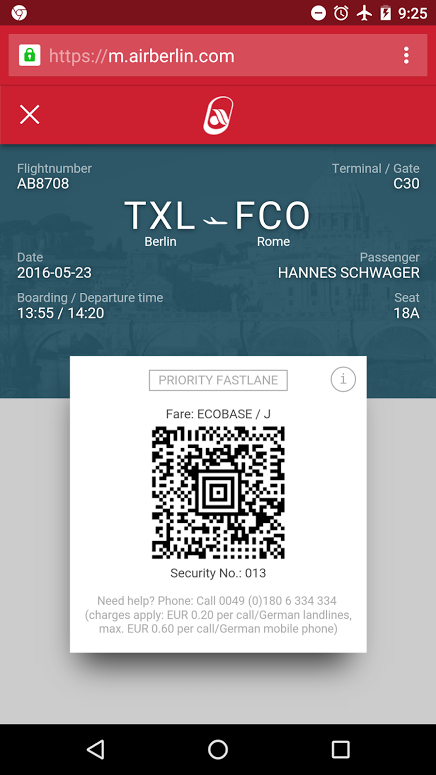 9:25
https://m.airberlin.com
Flightnumber
AB8708
Terminal / Gate
C30
TXL FCO
Berlin Rome
Date
2016-05-23
Passenger
HANNES SCHWAGER
Boarding / Departure time
13:55 / 14:20
Seat
18A
PRIORITY FASTLANE
i
Fare: ECOBASE / J
Security No.: 013
Need help? Phone: Call 0049 (0)180 6 334 334
(charges apply: EUR 0.20 per call/German landlines,
max. EUR 0.60 per call/German mobile phone)